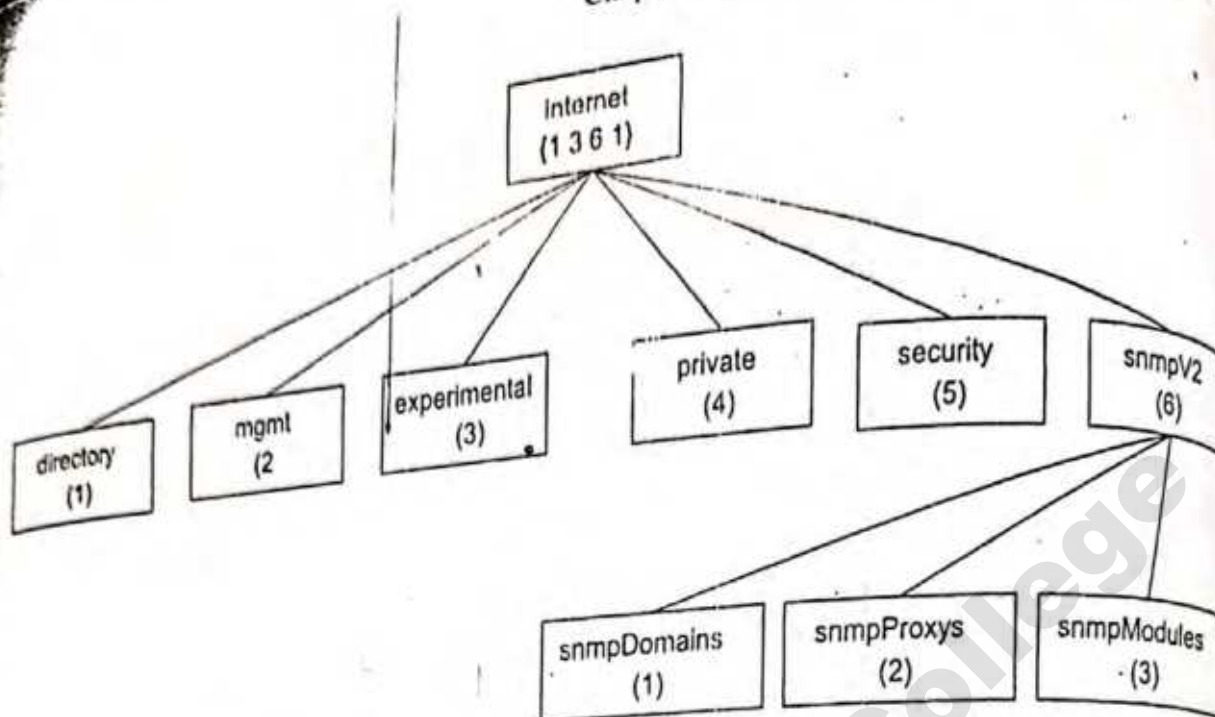 Internet
(1 3 6 1)
directory
(1)
mgmt
(2
experimental
(3)
private
(4)
security
(5)
snmpV2
(6)
snmpDomains
(1)
snmpProxys
(2)
snmpModules
(3)
College